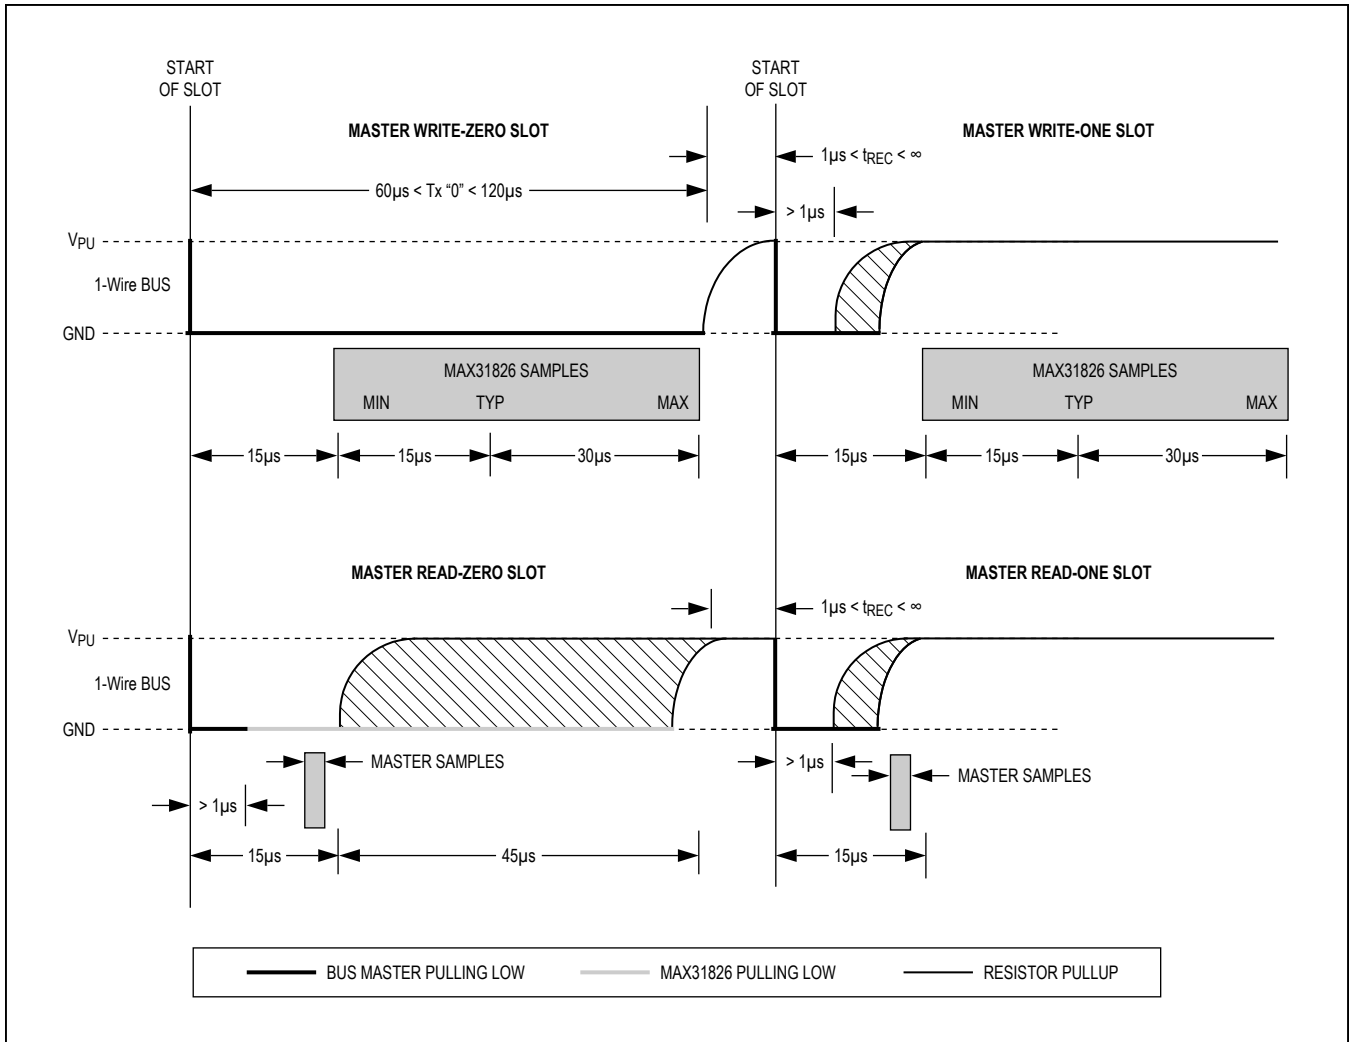 START
OF SLOT
START
OF SLOT
MASTER WRITE-ZERO SLOT
MASTER WRITE-ONE SLOT
1µs < tREC < ∞
60µs < Tx “0” < 120µs
> 1µs
VPU
1-Wire BUS
GND
MAX31826 SAMPLES
MIN TYP MAX
MAX31826 SAMPLES
MIN TYP MAX
15µs 15µs 30µs 15µs 15µs 30µs
MASTER READ-ZERO SLOT
MASTER READ-ONE SLOT
1µs < tREC < ∞
VPU
1-Wire BUS
GND
MASTER SAMPLES
> 1µs
MASTER SAMPLES
> 1µs
15µs 45µs 15µs
BUS MASTER PULLING LOW MAX31826 PULLING LOW RESISTOR PULLUP